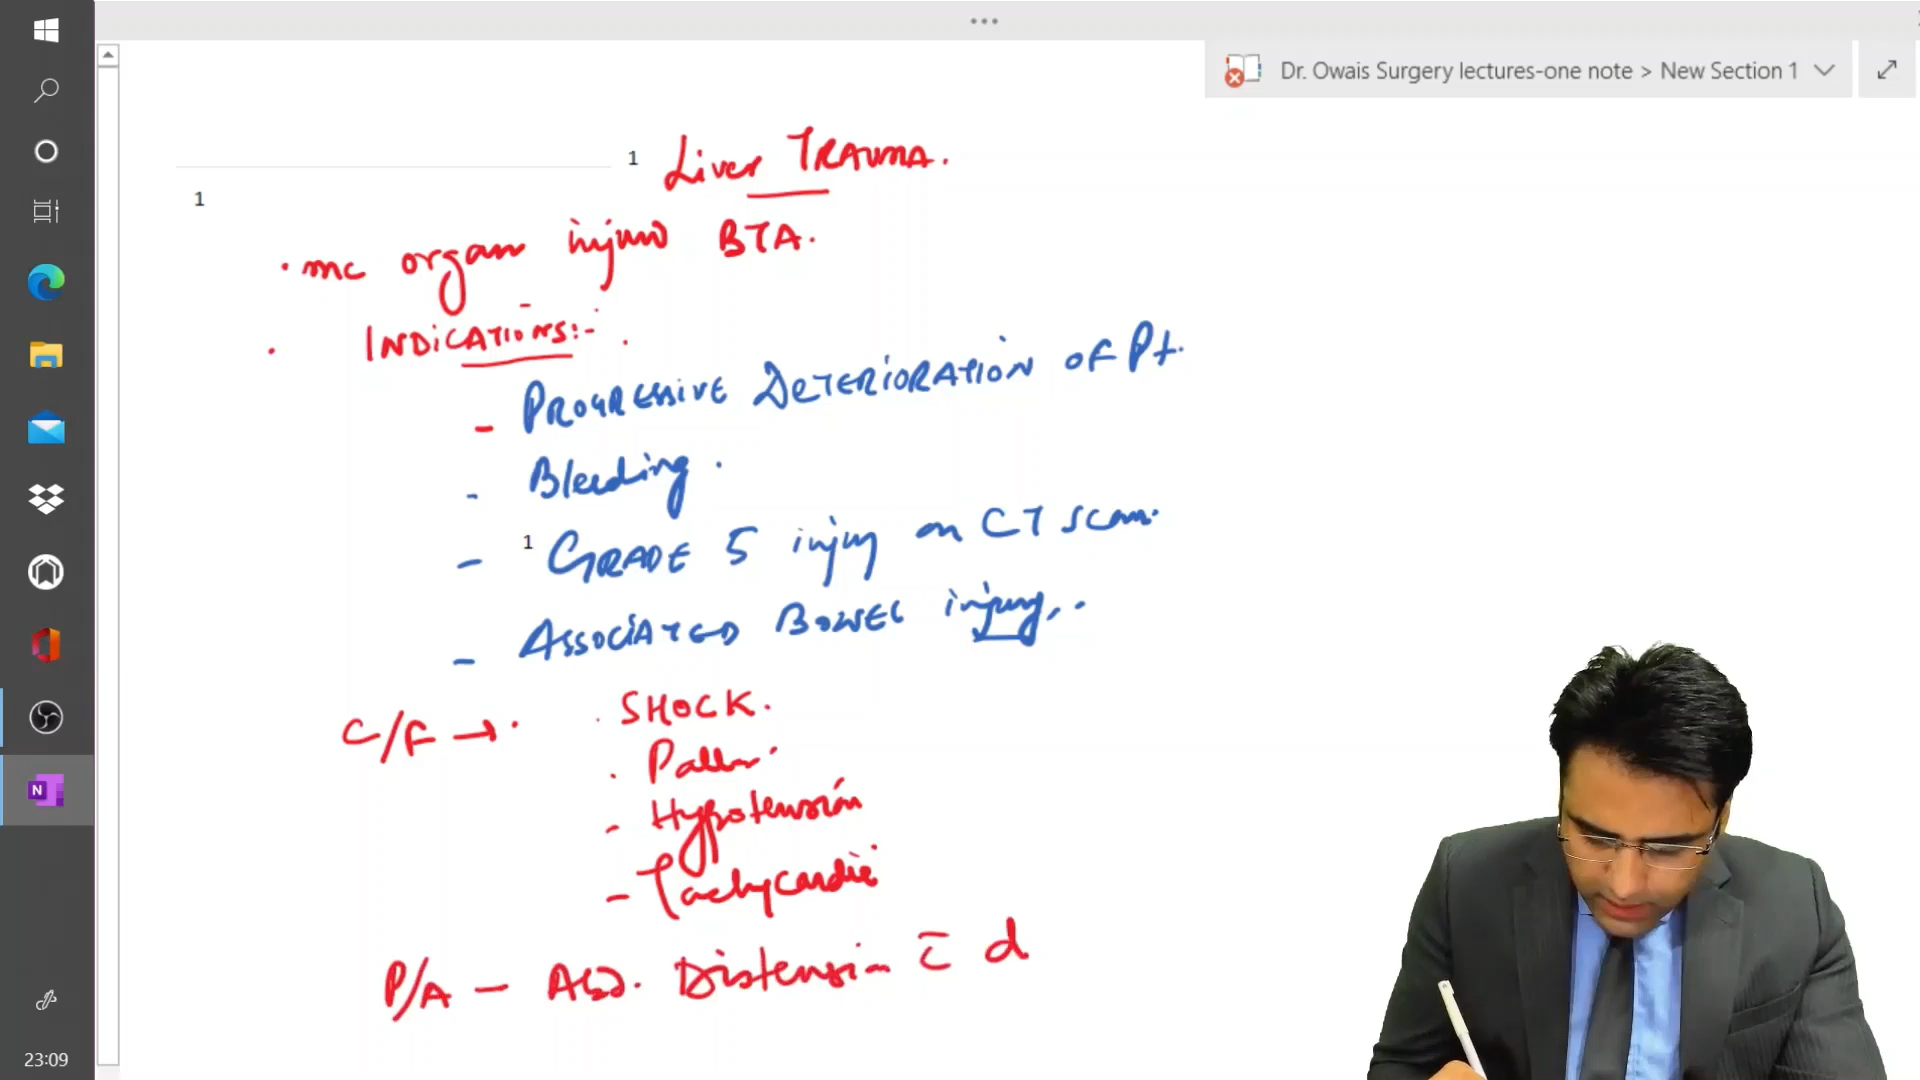 Dr. Owais Surgery lectures-one note > New Section 1
1 Liver TRAUMA.
1
• mc organ injured BTA.
• INDICATIONS:-
- PROGRESSIVE DETERIORATION OF Pt.
- Bleeding.
- 1 GRADE 5 injury on CT scan.
- ASSOCIATED BOWEL injury.
C/F → • SHOCK.
• Pallor.
- Hypotension
- Tachycardia
P/A - Abd. Distension c̄ d
N
23:09